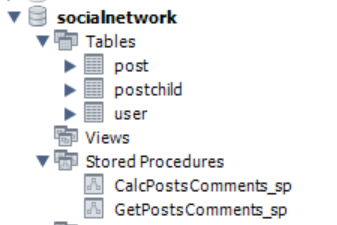 socialnetwork
Tables
post
postchild
user
Views
Stored Procedures
CalcPostsComments_sp
GetPostsComments_sp